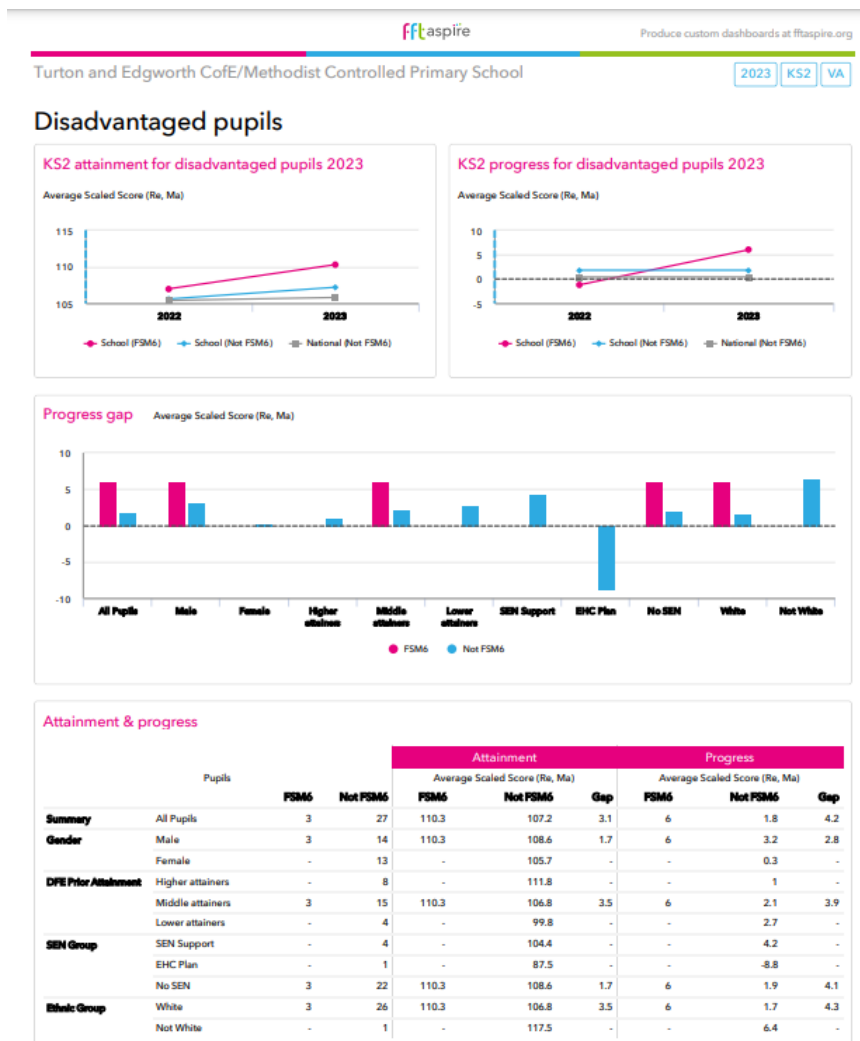 fft aspire
Produce custom dashboards at fftaspire.org
Turton and Edgworth CofE/Methodist Controlled Primary School
2023 KS2 VA
Disadvantaged pupils
KS2 attainment for disadvantaged pupils 2023
Average Scaled Score (Re, Ma)
115
110
105
2022 2023
School (FSM6) School (Not FSM6) National (Not FSM6)
KS2 progress for disadvantaged pupils 2023
Average Scaled Score (Re, Ma)
10
5
0
-5
2022 2023
School (FSM6) School (Not FSM6) National (Not FSM6)
Progress gap Average Scaled Score (Re, Ma)
10
5
0
-5
-10
All Pupils Male Female Higher attainers Middle attainers Lower attainers SEN Support EHC Plan No SEN White Not White
FSM6 Not FSM6
Attainment & progress
Attainment Progress
Pupils Average Scaled Score (Re, Ma) Average Scaled Score (Re, Ma)
FSM6 Not FSM6 FSM6 Not FSM6 Gap FSM6 Not FSM6 Gap
Summary All Pupils 3 27 110.3 107.2 3.1 6 1.8 4.2
Gender Male 3 14 110.3 108.6 1.7 6 3.2 2.8
Female - 13 - 105.7 - - 0.3 -
DFE Prior Attainment Higher attainers - 8 - 111.8 - - 1 -
Middle attainers 3 15 110.3 106.8 3.5 6 2.1 3.9
Lower attainers - 4 - 99.8 - - 2.7 -
SEN Group SEN Support - 4 - 104.4 - - 4.2 -
EHC Plan - 1 - 87.5 - - -8.8 -
No SEN 3 22 110.3 108.6 1.7 6 1.9 4.1
Ethnic Group White 3 26 110.3 106.8 3.5 6 1.7 4.3
Not White - 1 - 117.5 - - 6.4 -